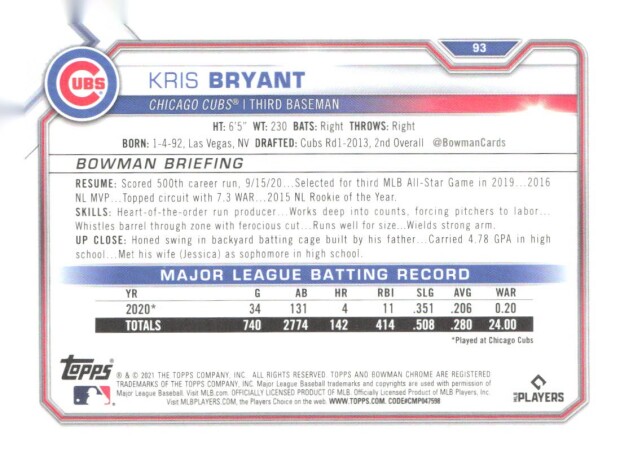 93
CUBS
KRIS BRYANT
CHICAGO CUBS® | THIRD BASEMAN
HT: 6'5" WT: 230 BATS: Right THROWS: Right
BORN: 1-4-92, Las Vegas, NV DRAFTED: Cubs Rd1-2013, 2nd Overall @BowmanCards
BOWMAN BRIEFING
RESUME: Scored 500th career run, 9/15/20...Selected for third MLB All-Star Game in 2019...2016
NL MVP...Topped circuit with 7.3 WAR...2015 NL Rookie of the Year.
SKILLS: Heart-of-the-order run producer...Works deep into counts, forcing pitchers to labor...
Whistles barrel through zone with ferocious cut...Runs well for size...Wields strong arm.
UP CLOSE: Honed swing in backyard batting cage built by his father...Carried 4.78 GPA in high
school...Met his wife (Jessica) as sophomore in high school.
MAJOR LEAGUE BATTING RECORD
YR G AB HR RBI SLG AVG WAR
2020* 34 131 4 11 .351 .206 0.20
TOTALS 740 2774 142 414 .508 .280 24.00
*Played at Chicago Cubs
Topps ® & © 2021 THE TOPPS COMPANY, INC. ALL RIGHTS RESERVED. TOPPS AND BOWMAN CHROME ARE REGISTERED
TRADEMARKS OF THE TOPPS COMPANY, INC. Major League Baseball trademarks and copyrights are used with permission of
Major League Baseball. Visit MLB.com. OFFICIALLY LICENSED PRODUCT OF MLB. Officially Licensed Product of MLB Players, Inc.
Visit MLBPLAYERS.COM, the Players Choice on the web. WWW.TOPPS.COM. CODE#CMP047598
MLB PLAYERS